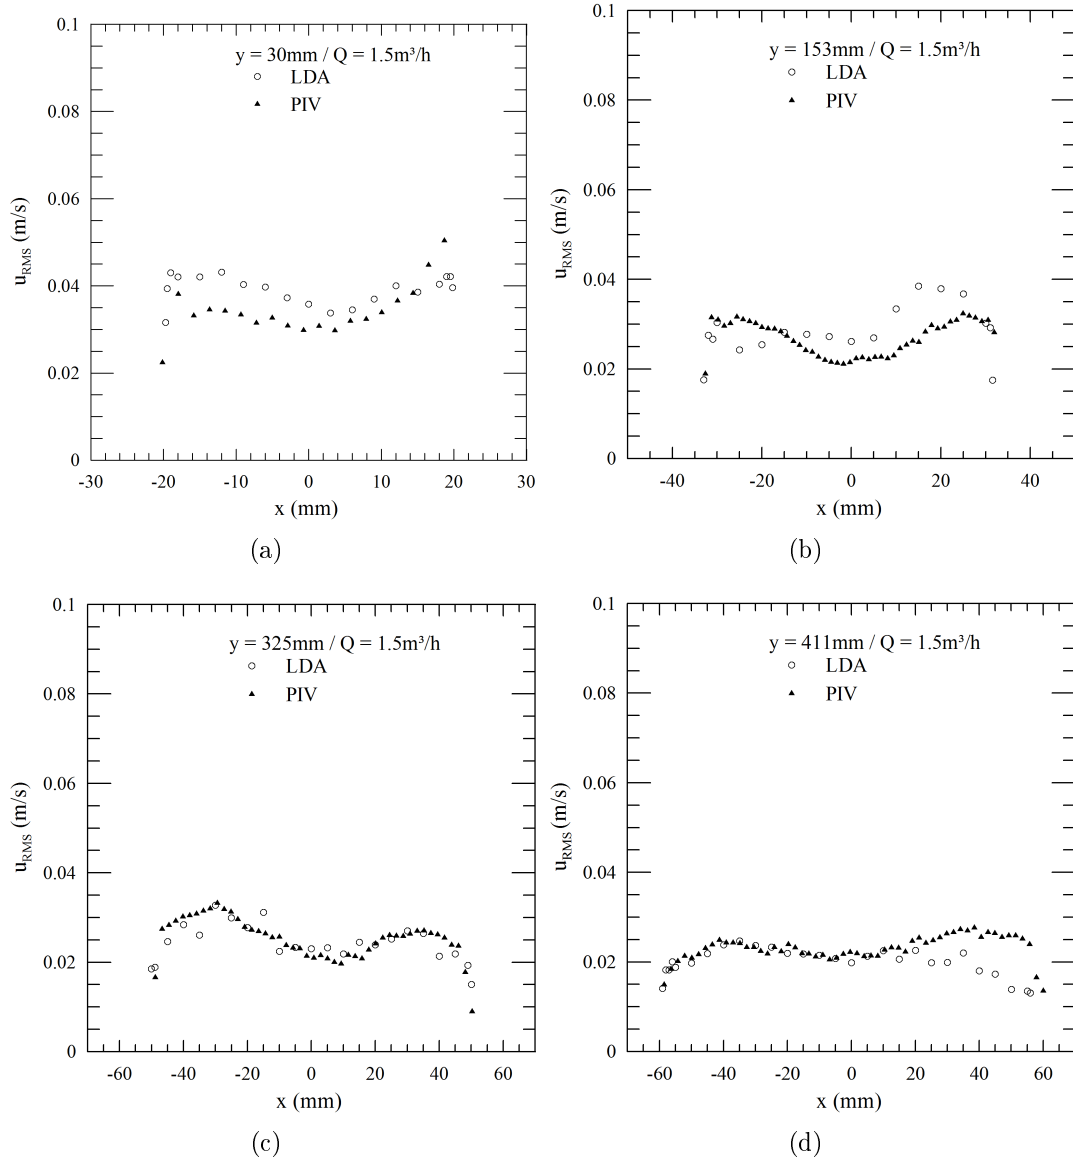 y = 30mm / Q = 1.5m³/h
LDA
PIV
0.1
0.08
0.06
0.04
0.02
0
u_RMS (m/s)
-30 -20 -10 0 10 20 30
x (mm)
(a)
y = 153mm / Q = 1.5m³/h
LDA
PIV
0.1
0.08
0.06
0.04
0.02
0
u_RMS (m/s)
-40 -20 0 20 40
x (mm)
(b)
y = 325mm / Q = 1.5m³/h
LDA
PIV
0.1
0.08
0.06
0.04
0.02
0
u_RMS (m/s)
-60 -40 -20 0 20 40 60
x (mm)
(c)
y = 411mm / Q = 1.5m³/h
LDA
PIV
0.1
0.08
0.06
0.04
0.02
0
u_RMS (m/s)
-60 -40 -20 0 20 40 60
x (mm)
(d)